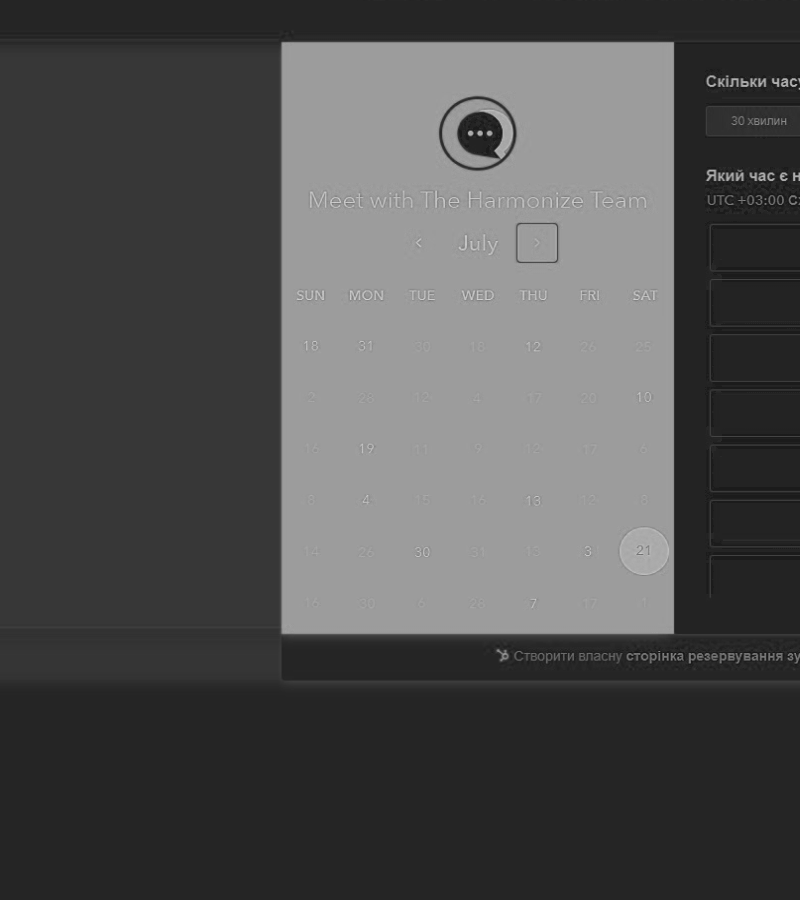 Meet with The Harmonize Team
July
SUN MON TUE WED THU FRI SAT
18 31 30 18 12 26 25
2 28 12 4 17 20 10
16 19 11 9 12 17 6
8 4 15 16 13 12 8
14 26 30 31 13 3 21
16 30 6 28 7 17
Скільки часу
30 хвилин
Який час є н
UTC +03:00
Створити власну сторінка резервування зу